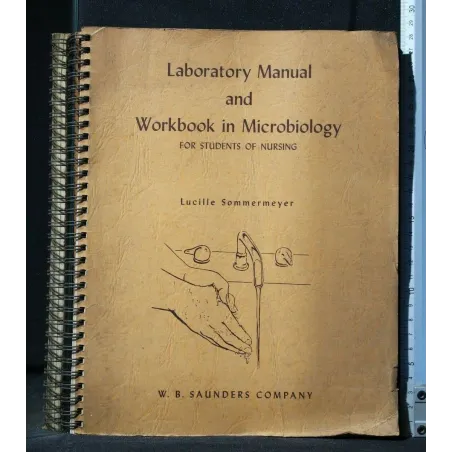 Laboratory Manual
and
Workbook in Microbiology
FOR STUDENTS OF NURSING
Lucille Sommermeyer
W. B. SAUNDERS COMPANY